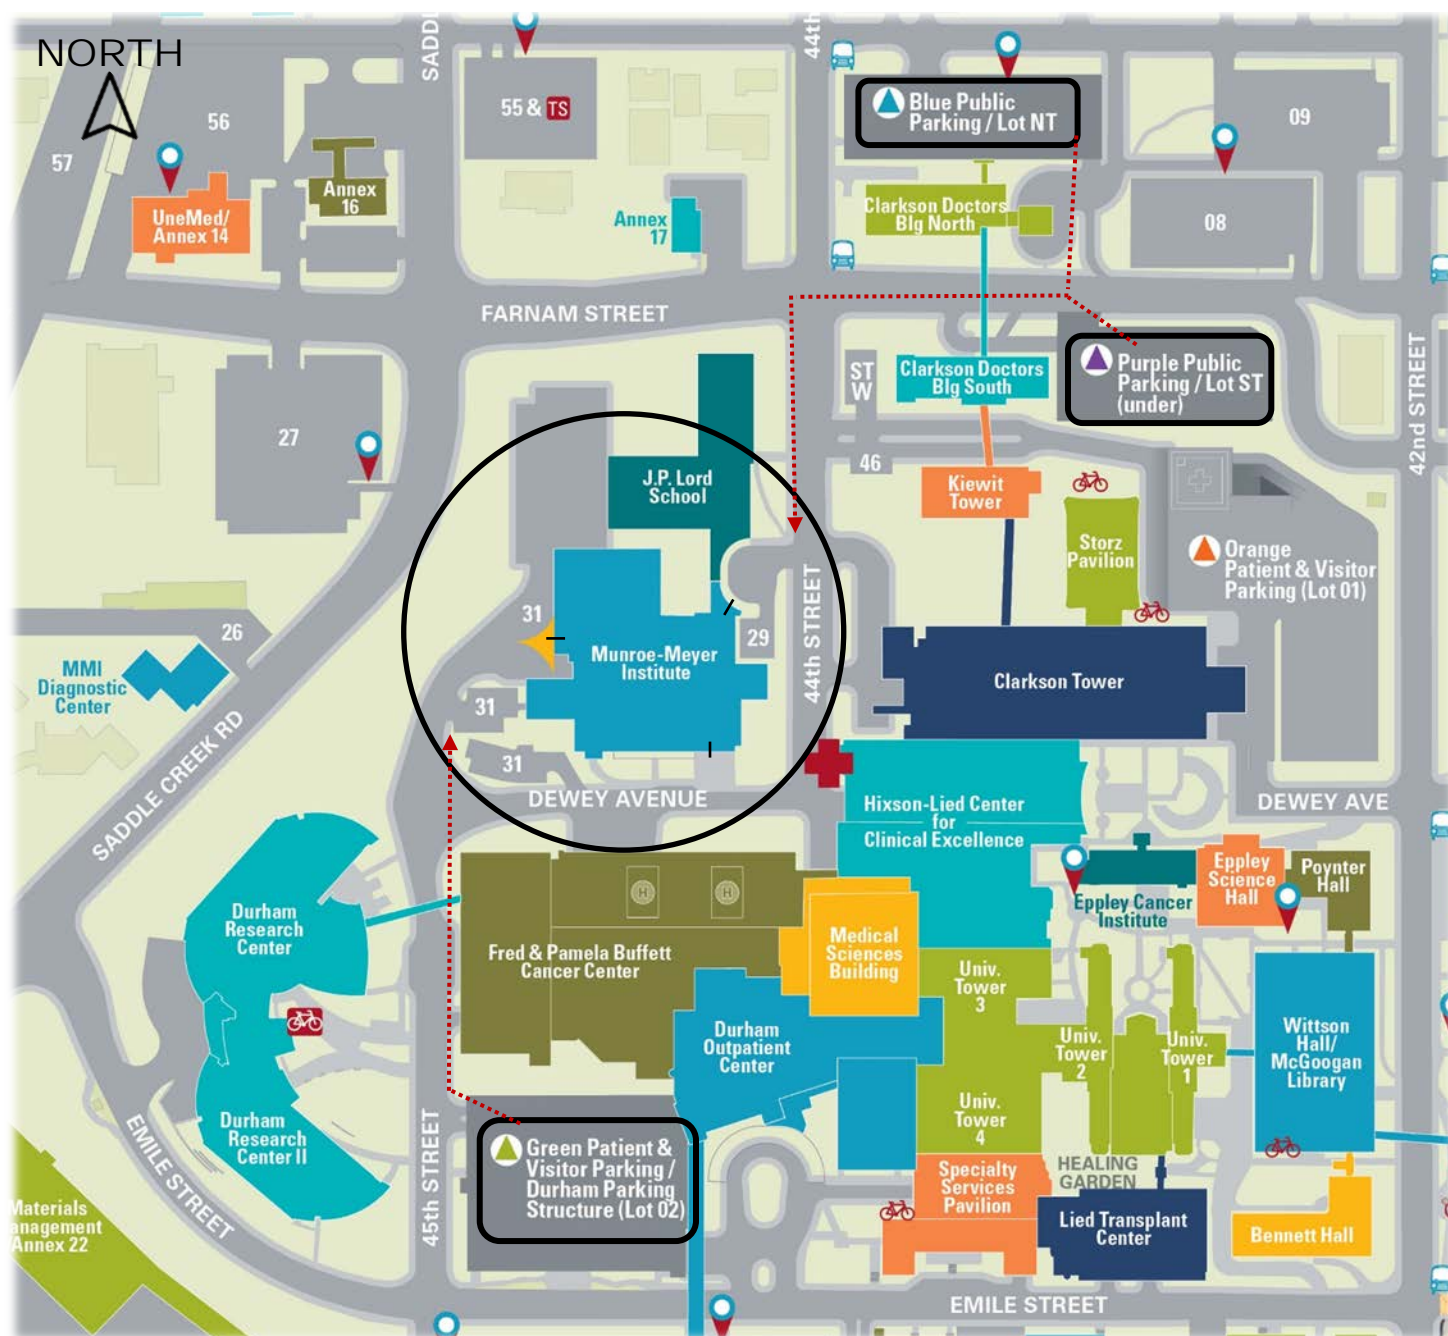 NORTH
SADDL
44th
55 & TS
Blue Public
Parking / Lot NT
09
56
57
Annex
16
UneMed/
Annex 14
Annex
17
Clarkson Doctors
Blg North
08
FARNAM STREET
ST
W
Clarkson Doctors
Blg South
Purple Public
Parking / Lot ST
(under)
42nd STREET
27
46
J.P. Lord
School
Kiewit
Tower
Storz
Pavilion
Orange
Patient & Visitor
Parking (Lot 01)
31
26
29
44th STREET
Munroe-Meyer
Institute
MMI
Diagnostic
Center
Clarkson Tower
31
31
SADDLE CREEK RD
DEWEY AVENUE
DEWEY AVE
Hixson-Lied Center
for
Clinical Excellence
Eppley
Science
Hall
Poynter
Hall
Eppley Cancer
Institute
H
H
Durham
Research
Center
Fred & Pamela Buffett
Cancer Center
Medical
Sciences
Building
Univ.
Tower
3
Durham
Outpatient
Center
Univ.
Tower
2
Univ.
Tower
1
Wittson
Hall/
McGoogan
Library
Univ.
Tower
4
Durham
Research
Center II
EMILE STREET
45th STREET
Green Patient &
Visitor Parking /
Durham Parking
Structure (Lot 02)
HEALING
GARDEN
Specialty
Services
Pavilion
Lied Transplant
Center
Bennett Hall
Materials
anagement
Annex 22
EMILE STREET